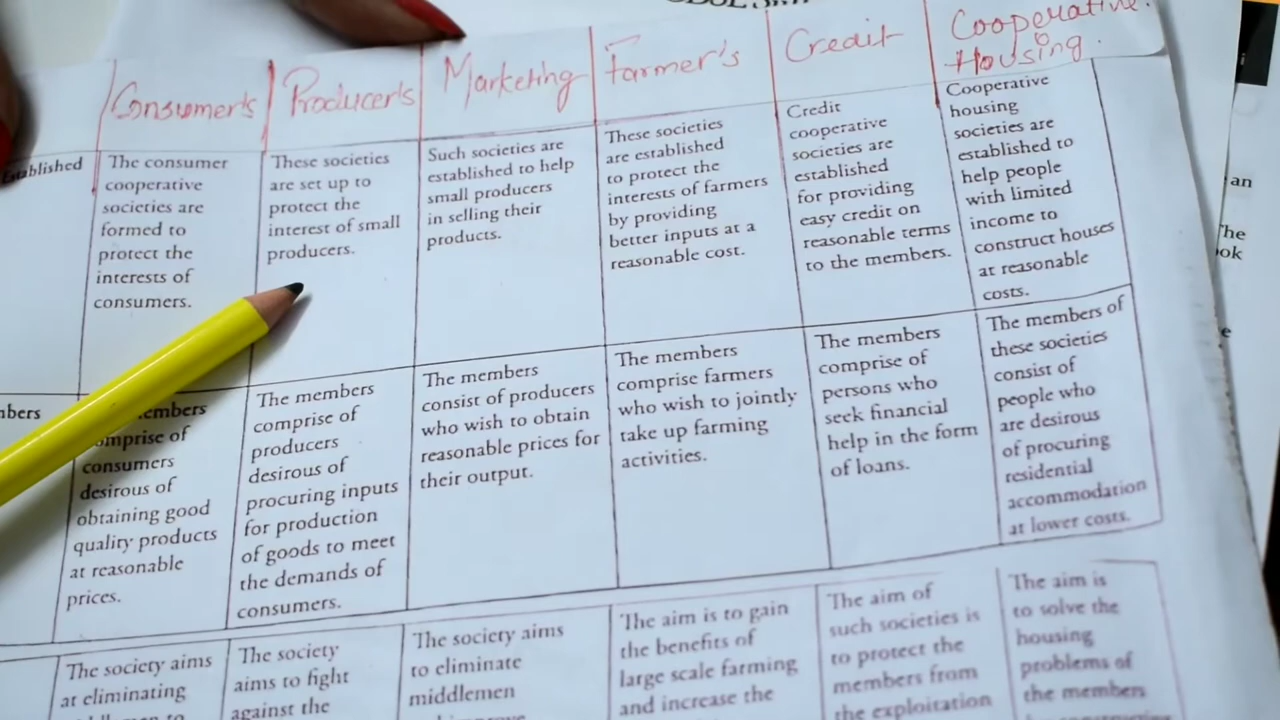 Consumer's
Producer's
Marketing
Farmer's
Credit
Cooperative
Housing.
Established
The consumer
cooperative
societies are
formed to
protect the
interests of
consumers.
These societies
are set up to
protect the
interest of small
producers.
Such societies are
established to help
small producers
in selling their
products.
These societies
are established
to protect the
interests of farmers
by providing
better inputs at a
reasonable cost.
Credit
cooperative
societies are
established
for providing
easy credit on
reasonable terms
to the members.
Cooperative
housing
societies are
established to
help people
with limited
income to
construct houses
at reasonable
costs.
consumers
desirous of
obtaining good
quality products
at reasonable
prices.
The members
comprise of
producers
desirous of
procuring inputs
for production
of goods to meet
the demands of
consumers.
The members
consist of producers
who wish to obtain
reasonable prices for
their output.
The members
comprise farmers
who wish to jointly
take up farming
activities.
The members
comprise of
persons who
seek financial
help in the form
of loans.
The members of
these societies
consist of
people who
are desirous
of procuring
residential
accommodation
at lower costs.
The society aims
at eliminating
The society
aims to fight
against the
The society aims
to eliminate
middlemen
The aim is to gain
the benefits of
large scale farming
and increase the
The aim of
such societies is
to protect the
members from
the exploitation
The aim is
to solve the
housing
problems of
the members
an